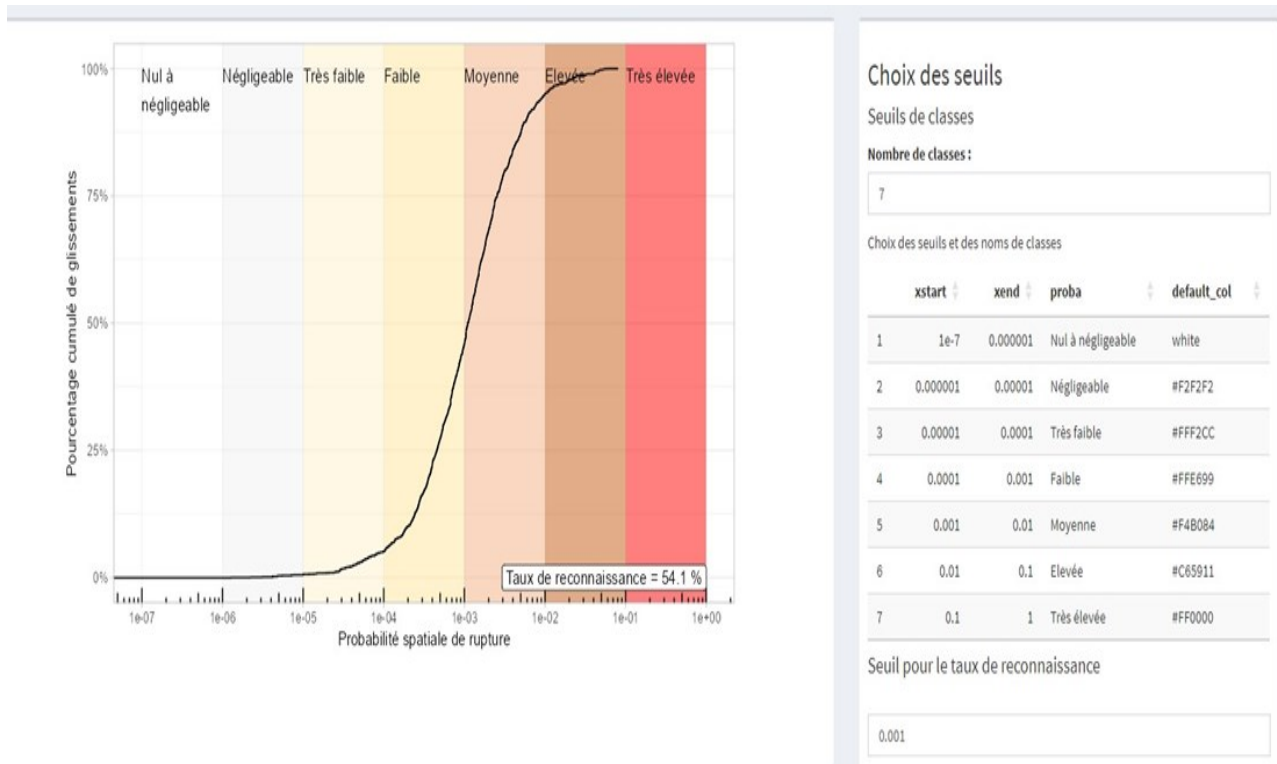 100%
75%
50%
25%
0%
Pourcentage cumulé de glissements
Nul à
négligeable
Négligeable
Très faible
Faible
Moyenne
Elevée
Très élevée
Taux de reconnaissance = 54.1 %
1e-07 1e-06 1e-05 1e-04 1e-03 1e-02 1e-01 1e+00
Probabilité spatiale de rupture
Choix des seuils
Seuils de classes
Nombre de classes :
7
Choix des seuils et des noms de classes
xstart xend proba default_col
1 1e-7 0.000001 Nul à négligeable white
2 0.000001 0.00001 Négligeable #F2F2F2
3 0.00001 0.0001 Très faible #FFF2CC
4 0.0001 0.001 Faible #FFE699
5 0.001 0.01 Moyenne #F4B084
6 0.01 0.1 Elevée #C65911
7 0.1 1 Très élevée #FF0000
Seuil pour le taux de reconnaissance
0.001